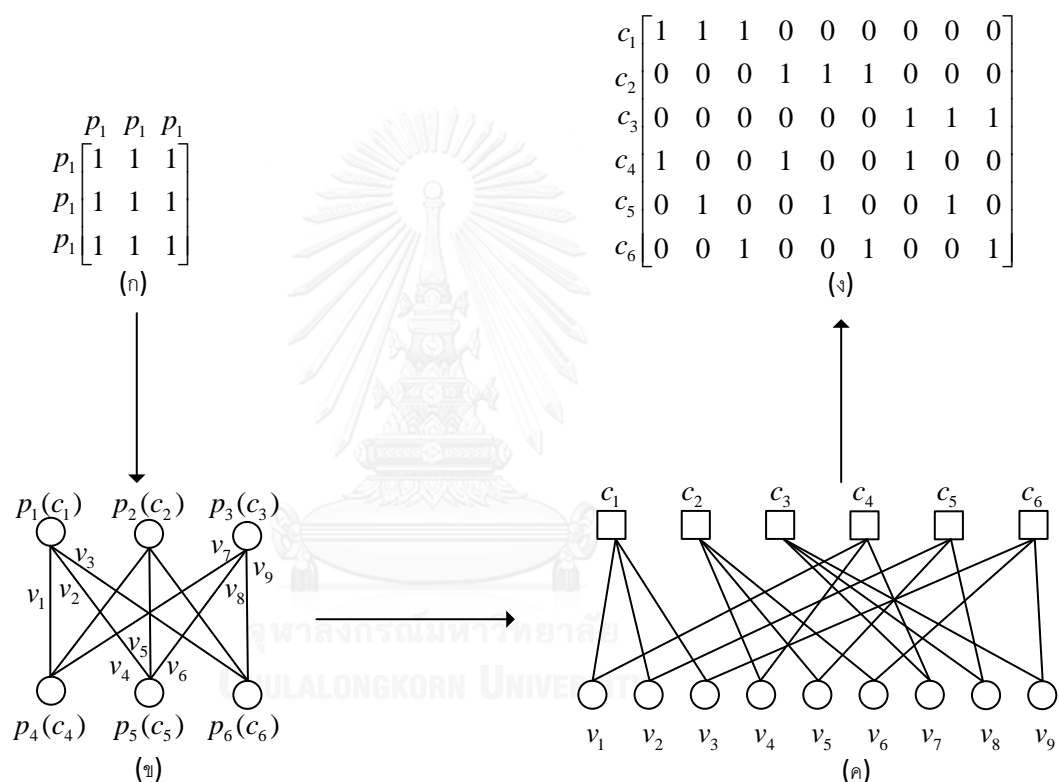 p₁ p₁ p₁
p₁ 1 1 1
p₁ 1 1 1
p₁ 1 1 1
(ก)
c₁ 1 1 1 0 0 0 0 0 0
c₂ 0 0 0 1 1 1 0 0 0
c₃ 0 0 0 0 0 0 1 1 1
c₄ 1 0 0 1 0 0 1 0 0
c₅ 0 1 0 0 1 0 0 1 0
c₆ 0 0 1 0 0 1 0 0 1
(ง)
p₁(c₁) p₂(c₂) p₃(c₃)
v₃ v₇
v₁ v₂ v₈ v₉
v₄ v₅ v₆
p₄(c₄) p₅(c₅) p₆(c₆)
(ข)
c₁ c₂ c₃ c₄ c₅ c₆
v₁ v₂ v₃ v₄ v₅ v₆ v₇ v₈ v₉
(ค)
จุฬาลงกรณ์มหาวิทยาลัย
CHULALONGKORN UNIVERSITY